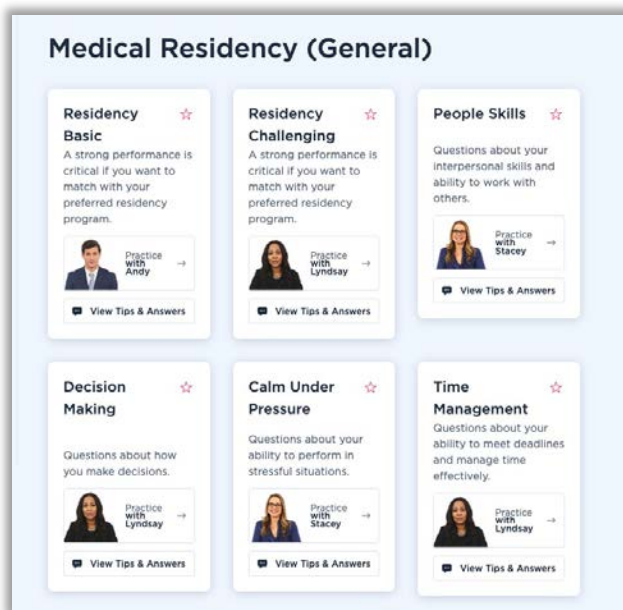 Medical Residency (General)
Residency
Basic
A strong performance is
critical if you want to
match with your
preferred residency
program.
Practice
with
Andy
View Tips & Answers
Residency
Challenging
A strong performance is
critical if you want to
match with your
preferred residency
program.
Practice
with
Lyndsay
View Tips & Answers
People Skills
Questions about your
interpersonal skills and
ability to work with
others.
Practice
with
Stacey
View Tips & Answers
Decision
Making
Questions about how
you make decisions.
Practice
with
Lyndsay
View Tips & Answers
Calm Under
Pressure
Questions about your
ability to perform in
stressful situations.
Practice
with
Stacey
View Tips & Answers
Time
Management
Questions about your
ability to meet deadlines
and manage time
effectively.
Practice
with
Lyndsay
View Tips & Answers